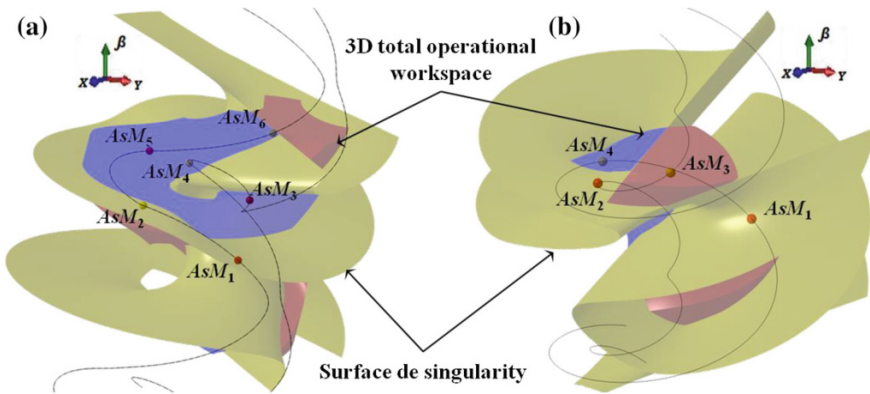 (a)
β
X
Y
3D total operational
workspace
(b)
β
X
Y
AsM6
AsM5
AsM4
AsM3
AsM2
AsM1
AsM4
AsM3
AsM2
AsM1
Surface de singularity